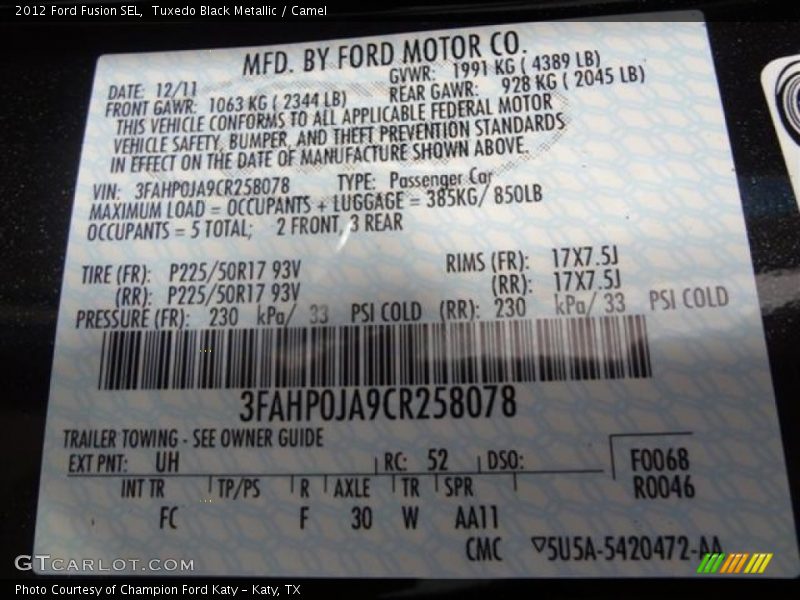 2012 Ford Fusion SEL, Tuxedo Black Metallic / Camel
MFD. BY FORD MOTOR CO.
DATE: 12/11 GVWR: 1991 KG ( 4389 LB)
FRONT GAWR: 1063 KG ( 2344 LB) REAR GAWR: 928 KG ( 2045 LB)
THIS VEHICLE CONFORMS TO ALL APPLICABLE FEDERAL MOTOR
VEHICLE SAFETY, BUMPER, AND THEFT PREVENTION STANDARDS
IN EFFECT ON THE DATE OF MANUFACTURE SHOWN ABOVE.
VIN: 3FAHP0JA9CR258078 TYPE: Passenger Car
MAXIMUM LOAD = OCCUPANTS + LUGGAGE = 385KG/ 850LB
OCCUPANTS = 5 TOTAL; 2 FRONT, 3 REAR
TIRE (FR): P225/50R17 93V RIMS (FR): 17X7.5J
(RR): P225/50R17 93V (RR): 17X7.5J
PRESSURE (FR): 230 kPa/ 33 PSI COLD (RR): 230 kPa/ 33 PSI COLD
3FAHP0JA9CR258078
TRAILER TOWING - SEE OWNER GUIDE
EXT PNT: UH RC: 52 DSO: F0068
INT TR TP/PS R AXLE TR SPR R0046
FC F 30 W AA11
CMC ▽5U5A-5420472-AA
GTCarLot.com
Photo Courtesy of Champion Ford Katy - Katy, TX